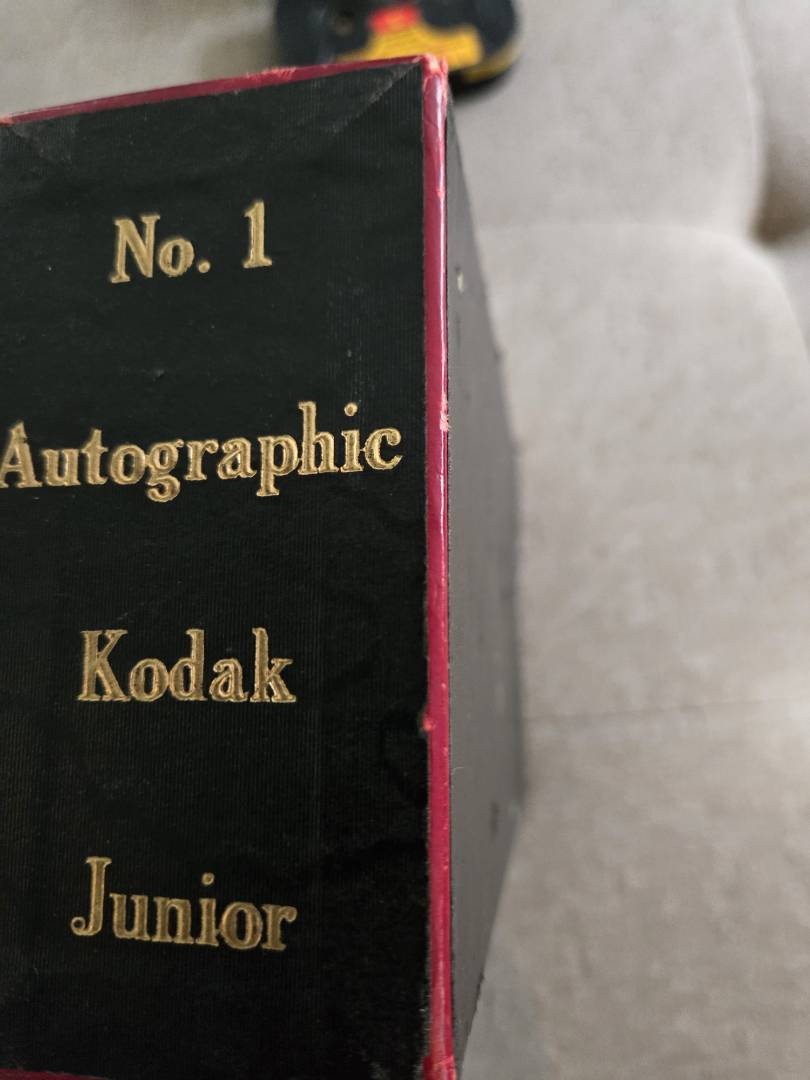 No. 1
Autographic
Kodak
Junior